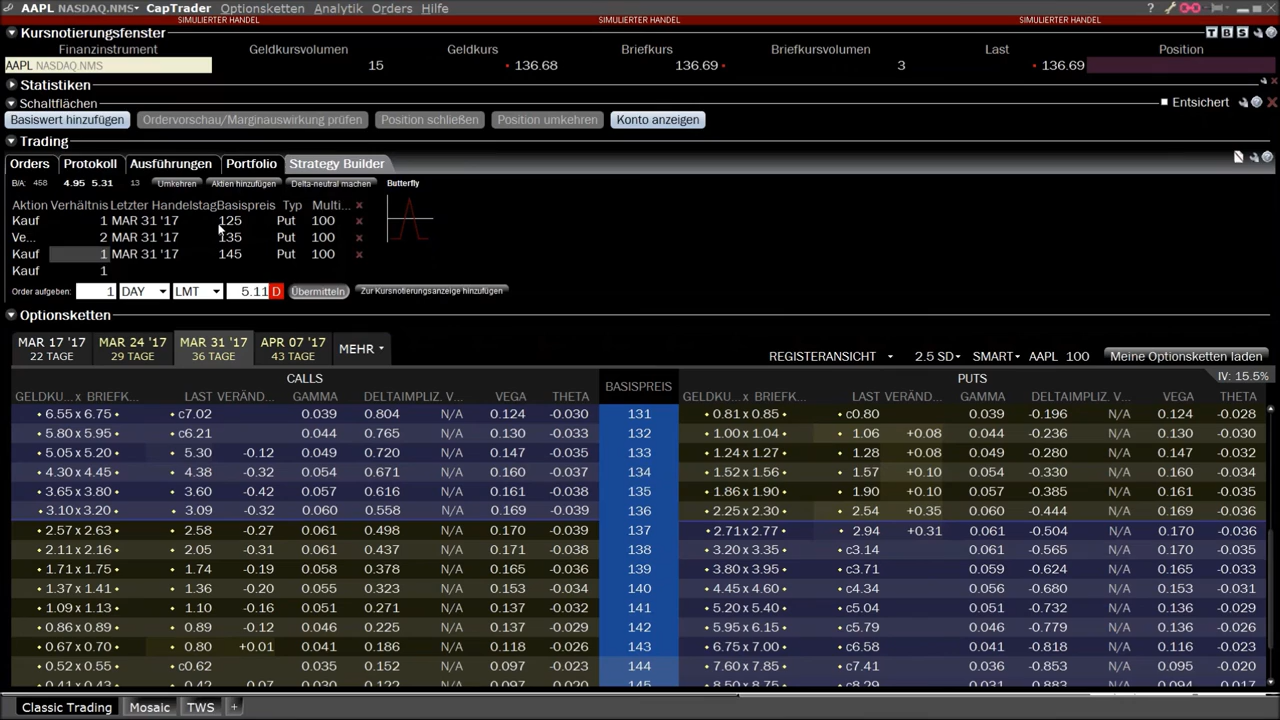 AAPL NASDAQ.NMS CapTrader Optionsketten Analytik Orders Hilfe ?
SIMULIERTER HANDEL SIMULIERTER HANDEL SIMULIERTER HANDEL
Kursnotierungsfenster T B S
Finanzinstrument Geldkursvolumen Geldkurs Briefkurs Briefkursvolumen Last Position
AAPL NASDAQ.NMS 15 136.68 136.69 3 136.69
Statistiken
Schaltflächen Entsichert
Basiswert hinzufügen Ordervorschau/Marginauswirkung prüfen Position schließen Position umkehren Konto anzeigen
Trading
Orders Protokoll Ausführungen Portfolio Strategy Builder
B/A: 458 4.95 5.31 13 Umkehren Aktien hinzufügen Delta-neutral machen Butterfly
Aktion Verhältnis Letzter Handelstag Basispreis Typ Multi...
Kauf 1 MAR 31 '17 125 Put 100
Ve... 2 MAR 31 '17 135 Put 100
Kauf 1 MAR 31 '17 145 Put 100
Kauf 1
Order aufgeben: 1 DAY LMT 5.11 D Übermitteln Zur Kursnotierungsanzeige hinzufügen
Optionsketten
MAR 17 '17 MAR 24 '17 MAR 31 '17 APR 07 '17 MEHR
22 TAGE 29 TAGE 36 TAGE 43 TAGE
REGISTERANSICHT 2.5 SD SMART AAPL 100 Meine Optionsketten laden
CALLS BASISPREIS PUTS IV: 15.5%
GELDKU... x BRIEFK... LAST VERÄND... GAMMA DELTA IMPLIZ. V... VEGA THETA GELDKU... x BRIEFK... LAST VERÄND... GAMMA DELTA IMPLIZ. V... VEGA THETA
6.55 x 6.75 c7.02 0.039 0.804 N/A 0.124 -0.030 131 0.81 x 0.85 c0.80 0.039 -0.196 N/A 0.124 -0.028
5.80 x 5.95 c6.21 0.044 0.765 N/A 0.130 -0.033 132 1.00 x 1.04 1.06 +0.08 0.044 -0.236 N/A 0.130 -0.030
5.05 x 5.20 5.30 -0.12 0.049 0.720 N/A 0.147 -0.035 133 1.24 x 1.27 1.28 +0.08 0.049 -0.280 N/A 0.147 -0.032
4.30 x 4.45 4.38 -0.32 0.054 0.671 N/A 0.160 -0.037 134 1.52 x 1.56 1.57 +0.10 0.054 -0.330 N/A 0.160 -0.034
3.65 x 3.80 3.60 -0.42 0.057 0.616 N/A 0.161 -0.038 135 1.86 x 1.90 1.90 +0.10 0.057 -0.385 N/A 0.161 -0.035
3.10 x 3.20 3.09 -0.32 0.060 0.558 N/A 0.169 -0.039 136 2.25 x 2.30 2.54 +0.35 0.060 -0.444 N/A 0.169 -0.036
2.57 x 2.63 2.58 -0.27 0.061 0.498 N/A 0.170 -0.039 137 2.71 x 2.77 2.94 +0.31 0.061 -0.504 N/A 0.170 -0.036
2.11 x 2.16 2.05 -0.31 0.061 0.437 N/A 0.171 -0.038 138 3.20 x 3.35 c3.14 0.061 -0.565 N/A 0.170 -0.035
1.71 x 1.75 1.74 -0.19 0.058 0.378 N/A 0.165 -0.036 139 3.80 x 3.95 c3.71 0.058 -0.624 N/A 0.165 -0.034
1.37 x 1.41 1.36 -0.20 0.054 0.320 N/A 0.153 -0.034 140 4.45 x 4.60 c4.34 0.054 -0.680 N/A 0.153 -0.031
1.09 x 1.13 1.10 -0.16 0.051 0.271 N/A 0.137 -0.032 141 5.20 x 5.40 c5.04 0.051 -0.732 N/A 0.136 -0.029
0.86 x 0.89 0.89 -0.12 0.046 0.225 N/A 0.137 -0.029 142 5.95 x 6.15 c5.79 0.046 -0.779 N/A 0.136 -0.027
0.67 x 0.70 0.80 +0.01 0.041 0.186 N/A 0.118 -0.026 143 6.75 x 7.00 c6.58 0.041 -0.818 N/A 0.116 -0.023
0.52 x 0.55 c0.62 0.035 0.152 N/A 0.097 -0.023 144 7.60 x 7.85 c7.41 0.036 -0.853 N/A 0.095 -0.020
Classic Trading Mosaic TWS +